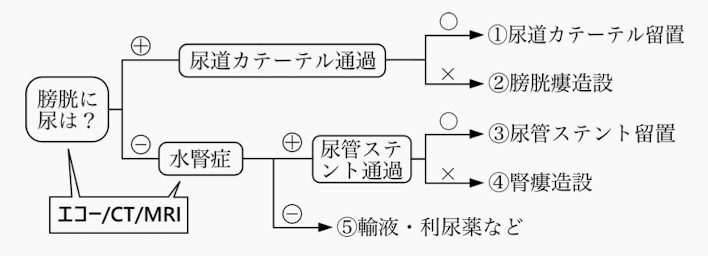 膀胱に
尿は？
⊕
尿道カテーテル通過
○
①尿道カテーテル留置
×
②膀胱瘻造設
⊖
水腎症
⊕
尿管ステ
ント通過
○
③尿管ステント留置
×
④腎瘻造設
⊖
⑤輸液・利尿薬など
エコー/CT/MRI